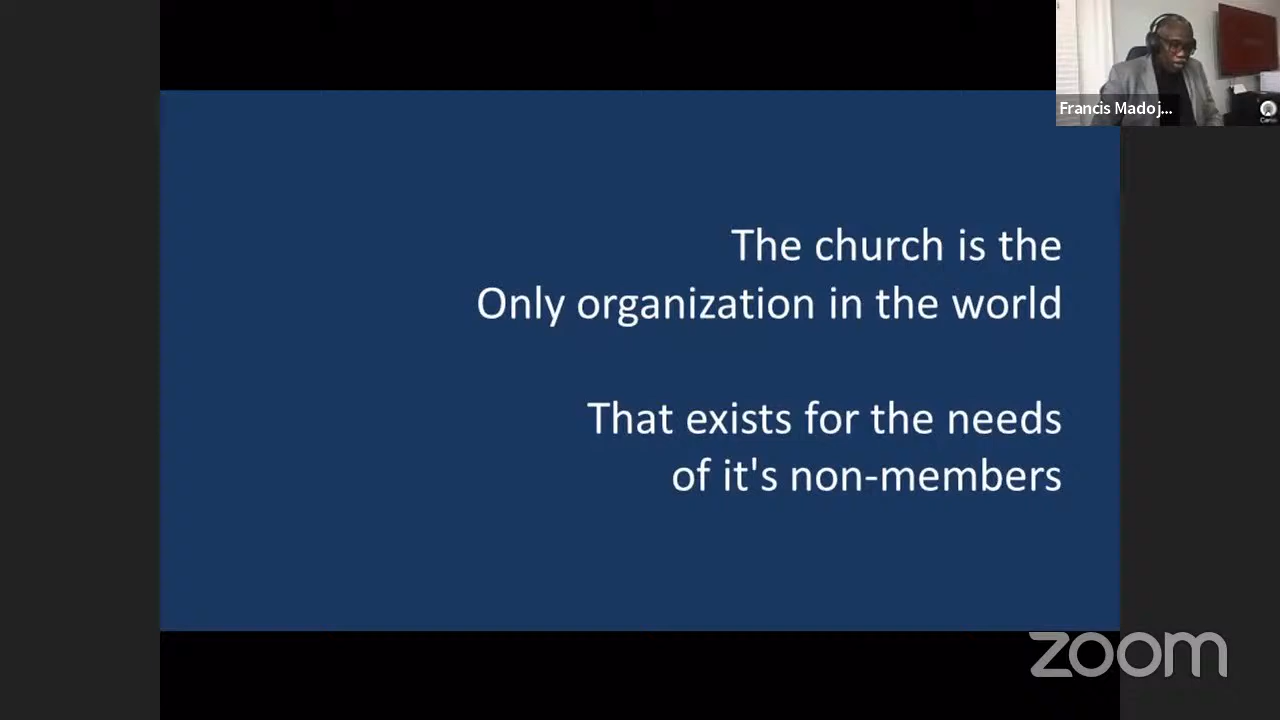 Francis Madoj...
The church is the
Only organization in the world
That exists for the needs
of it's non-members
zoom